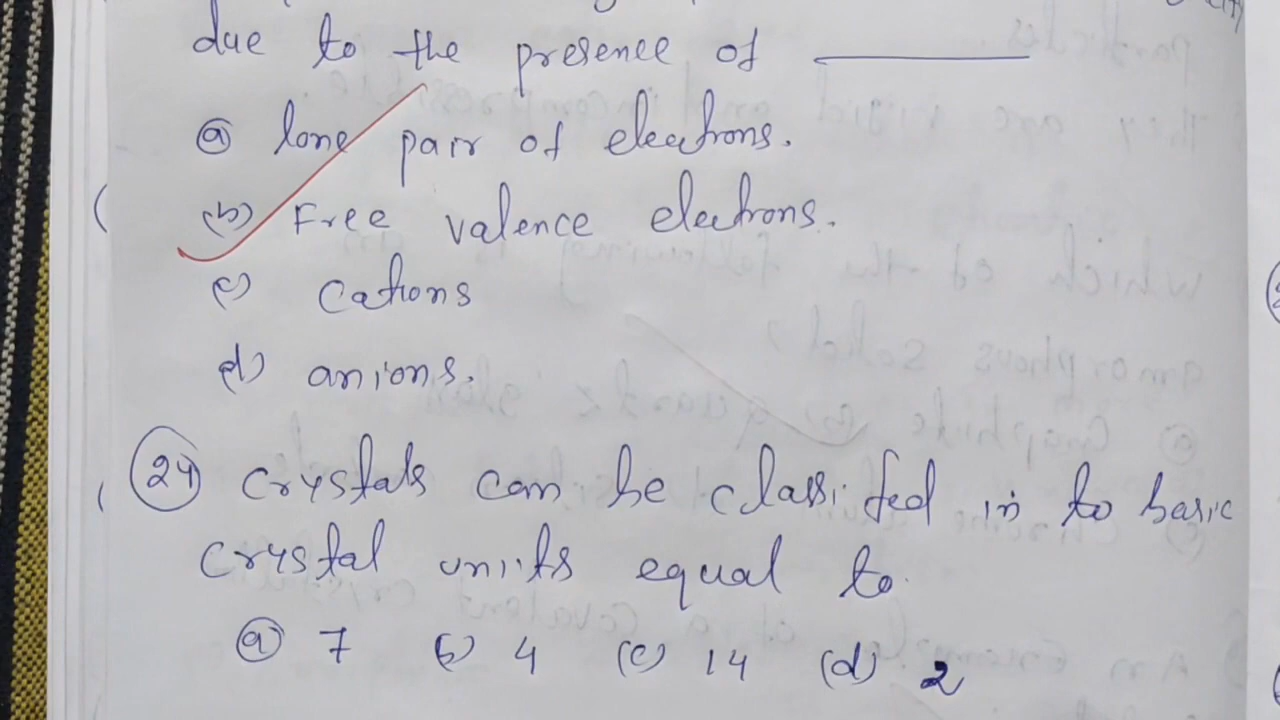 due to the presence of ________
(a) lone pair of electrons.
(b) Free valence electrons.
(c) Cations
(d) anions.
(24) Crystals can be classified in to basic
Crystal units equal to.
(a) 7 (b) 4 (c) 14 (d) 2